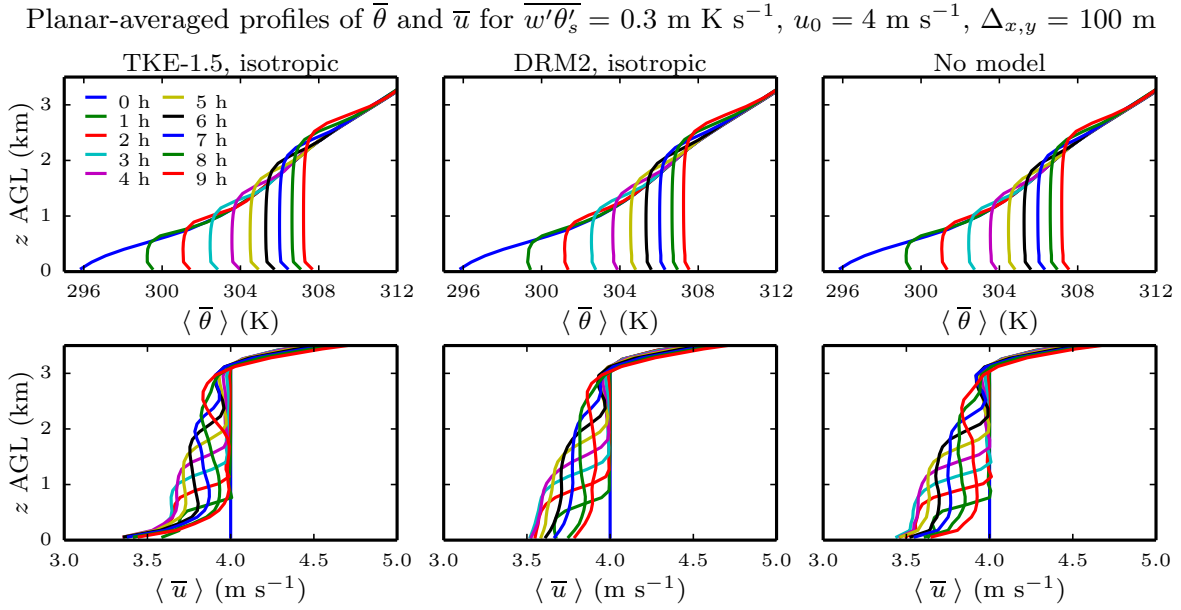 Planar-averaged profiles of θ̅ and u̅ for w′θ′ₛ = 0.3 m K s⁻¹, u₀ = 4 m s⁻¹, Δₓ,ᵧ = 100 m
TKE-1.5, isotropic
DRM2, isotropic
No model
z AGL (km)
3
2
1
0
0 h
1 h
2 h
3 h
4 h
5 h
6 h
7 h
8 h
9 h
296 300 304 308 312
296 300 304 308 312
296 300 304 308 312
⟨ θ̅ ⟩ (K)
⟨ θ̅ ⟩ (K)
⟨ θ̅ ⟩ (K)
z AGL (km)
3
2
1
0
3.0 3.5 4.0 4.5 5.0
3.0 3.5 4.0 4.5 5.0
3.0 3.5 4.0 4.5 5.0
⟨ u̅ ⟩ (m s⁻¹)
⟨ u̅ ⟩ (m s⁻¹)
⟨ u̅ ⟩ (m s⁻¹)